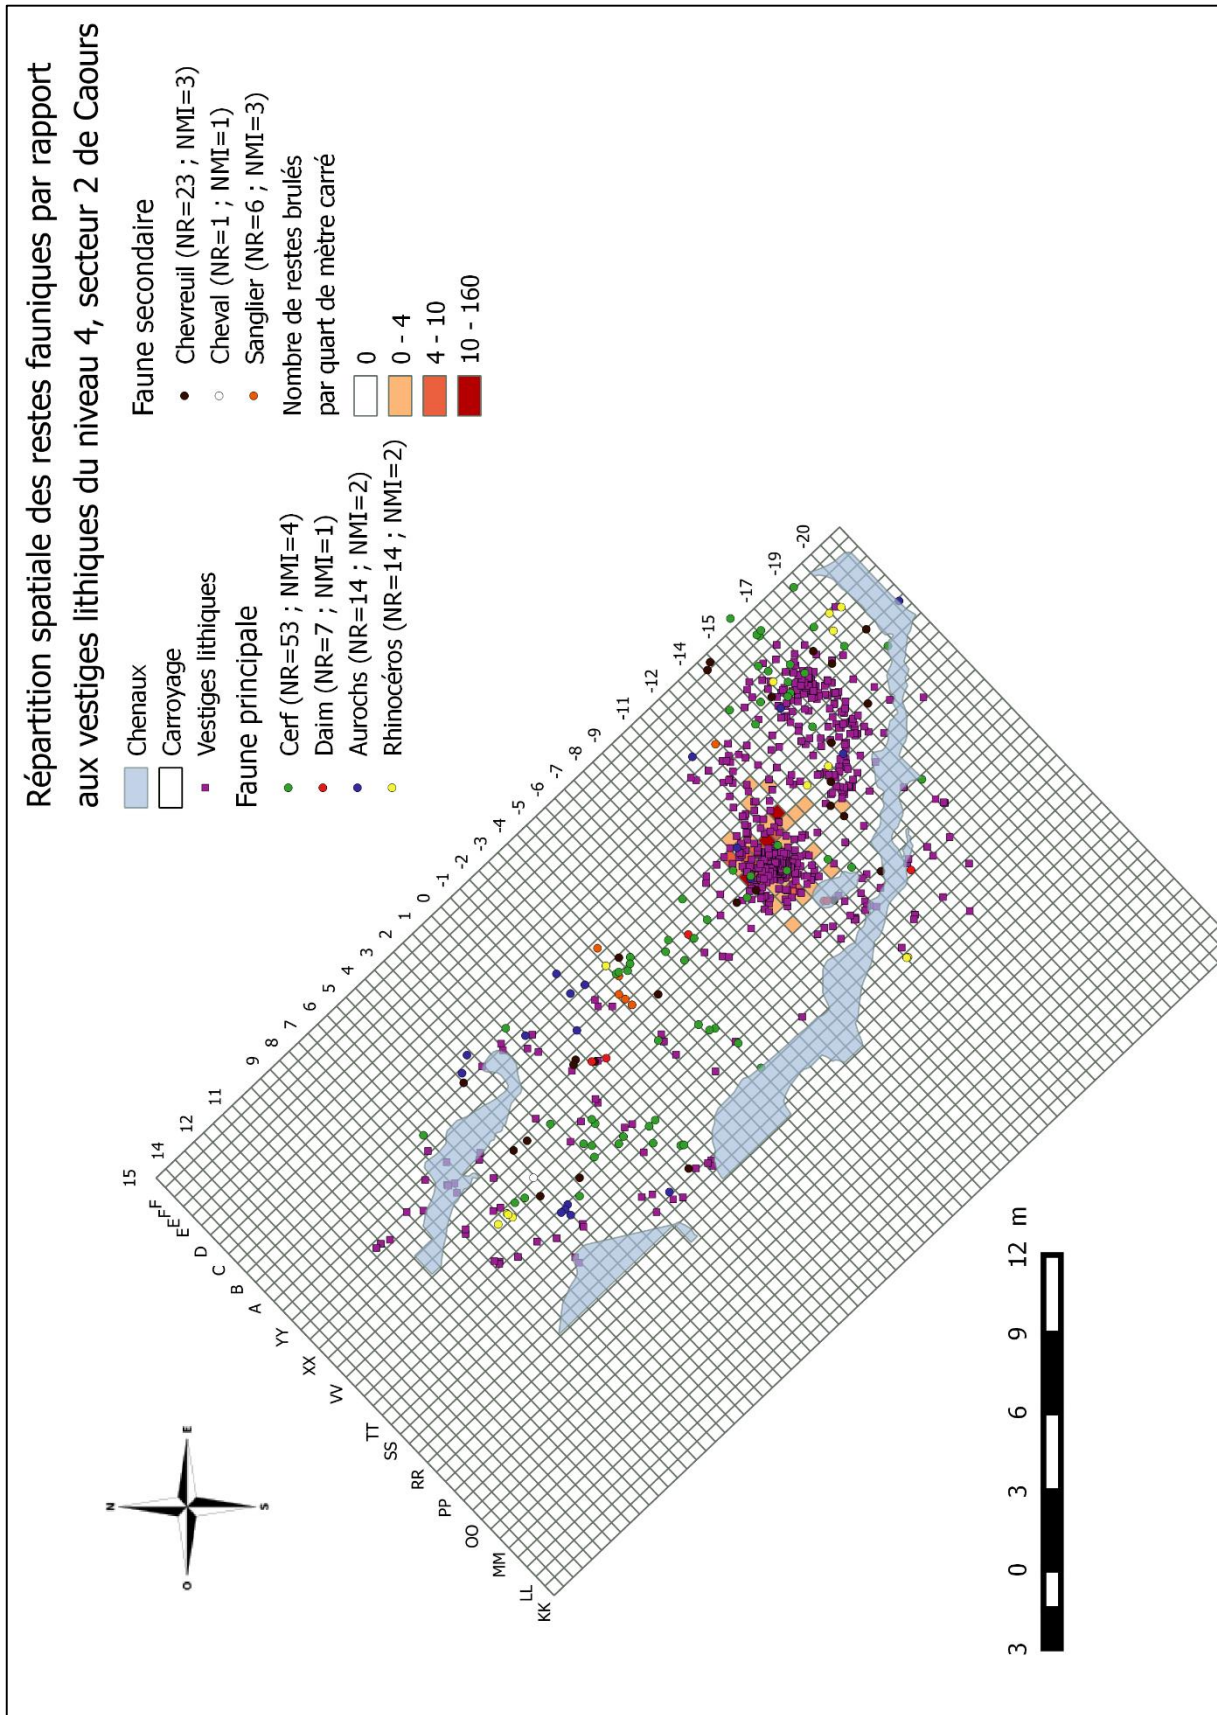 Répartition spatiale des restes fauniques par rapport
aux vestiges lithiques du niveau 4, secteur 2 de Caours
Chenaux
Carroyage
Vestiges lithiques
Faune principale
Cerf (NR=53 ; NMI=4)
Daim (NR=7 ; NMI=1)
Aurochs (NR=14 ; NMI=2)
Rhinocéros (NR=14 ; NMI=2)
Faune secondaire
Chevreuil (NR=23 ; NMI=3)
Cheval (NR=1 ; NMI=1)
Sanglier (NR=6 ; NMI=3)
Nombre de restes brulés
par quart de mètre carré
0
0 - 4
4 - 10
10 - 160
N
E
S
O
15
14
12
11
9
8
7
6
5
4
3
2
1
0
-1
-2
-3
-4
-5
-6
-7
-8
-9
-11
-12
-14
-15
-17
-19
-20
F
E
E
D
C
B
A
YY
XX
VV
TT
SS
RR
PP
OO
MM
LL
KK
3 0 3 6 9 12 m